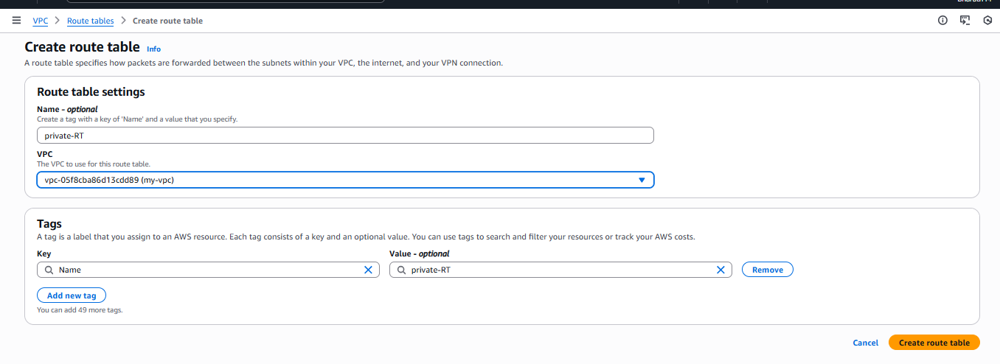 VPC > Route tables > Create route table
Create route table Info
A route table specifies how packets are forwarded between the subnets within your VPC, the internet, and your VPN connection.
Route table settings
Name - optional
Create a tag with a key of 'Name' and a value that you specify.
private-RT
VPC
The VPC to use for this route table.
vpc-05f8cba86d13cdd89 (my-vpc)
Tags
A tag is a label that you assign to an AWS resource. Each tag consists of a key and an optional value. You can use tags to search and filter your resources or track your AWS costs.
Key Value - optional
Name private-RT Remove
Add new tag
You can add 49 more tags.
Cancel Create route table